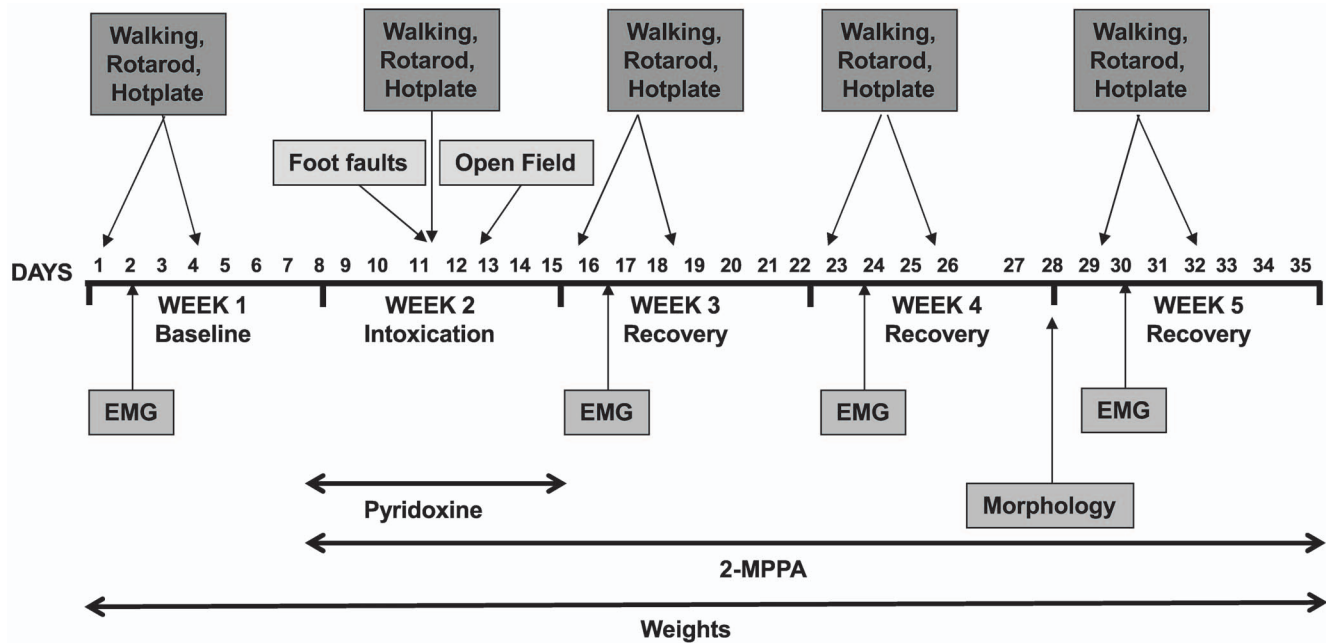 Walking,
Rotarod,
Hotplate
Walking,
Rotarod,
Hotplate
Walking,
Rotarod,
Hotplate
Walking,
Rotarod,
Hotplate
Walking,
Rotarod,
Hotplate
Foot faults
Open Field
DAYS 1 2 3 4 5 6 7 8 9 10 11 12 13 14 15 16 17 18 19 20 21 22 23 24 25 26 27 28 29 30 31 32 33 34 35
WEEK 1
Baseline
WEEK 2
Intoxication
WEEK 3
Recovery
WEEK 4
Recovery
WEEK 5
Recovery
EMG
EMG
EMG
EMG
Morphology
Pyridoxine
2-MPPA
Weights